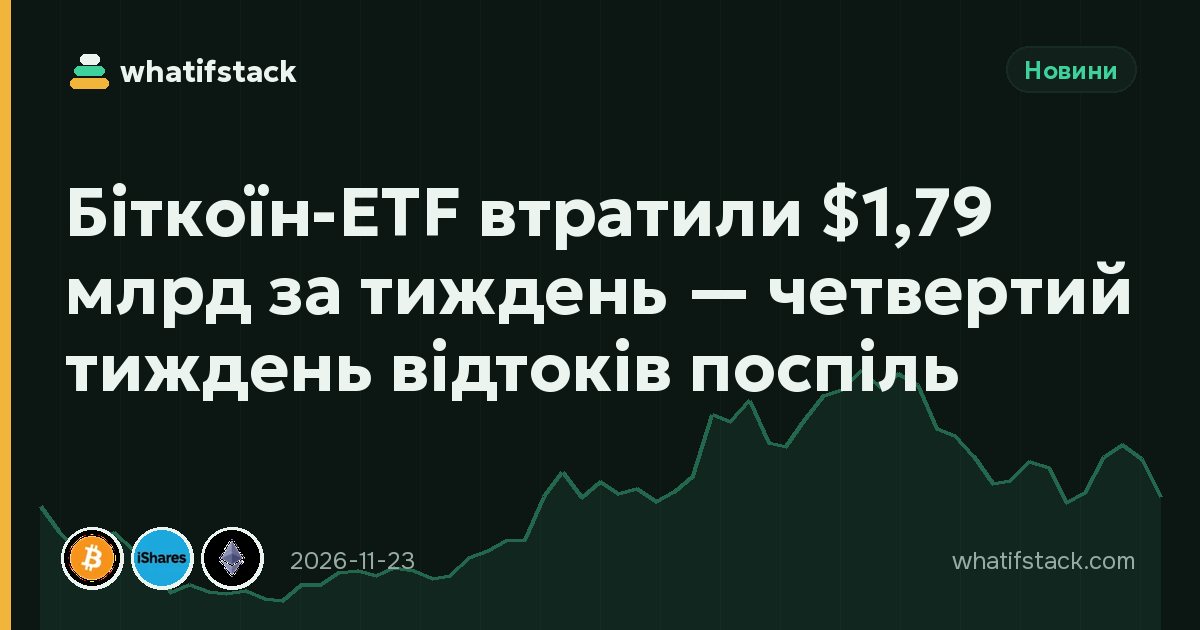 whatifstack
Новини
Біткоїн-ETF втратили $1,79
млрд за тиждень — четвертий
тиждень відтоків поспіль
iShares
2026-11-23
whatifstack.com